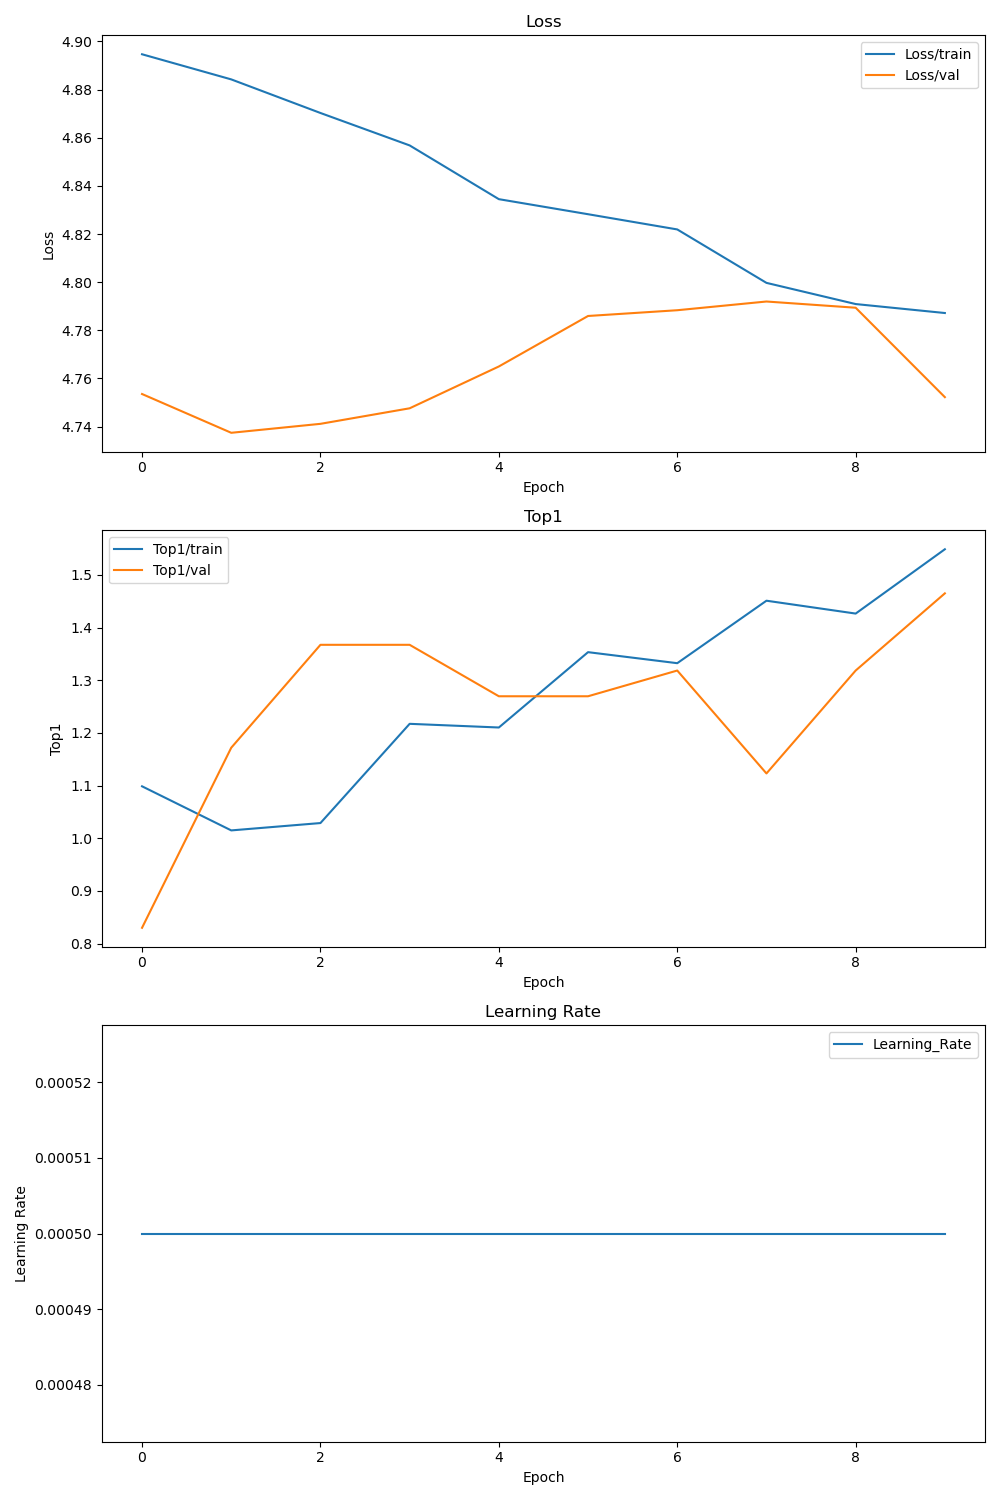 Loss
4.90
4.88
4.86
4.84
4.82
4.80
4.78
4.76
4.74
Loss
Loss/train
Loss/val
0 2 4 6 8
Epoch
Top1
1.5
1.4
1.3
1.2
1.1
1.0
0.9
0.8
Top1
Top1/train
Top1/val
0 2 4 6 8
Epoch
Learning Rate
0.00052
0.00051
0.00050
0.00049
0.00048
Learning Rate
Learning_Rate
0 2 4 6 8
Epoch